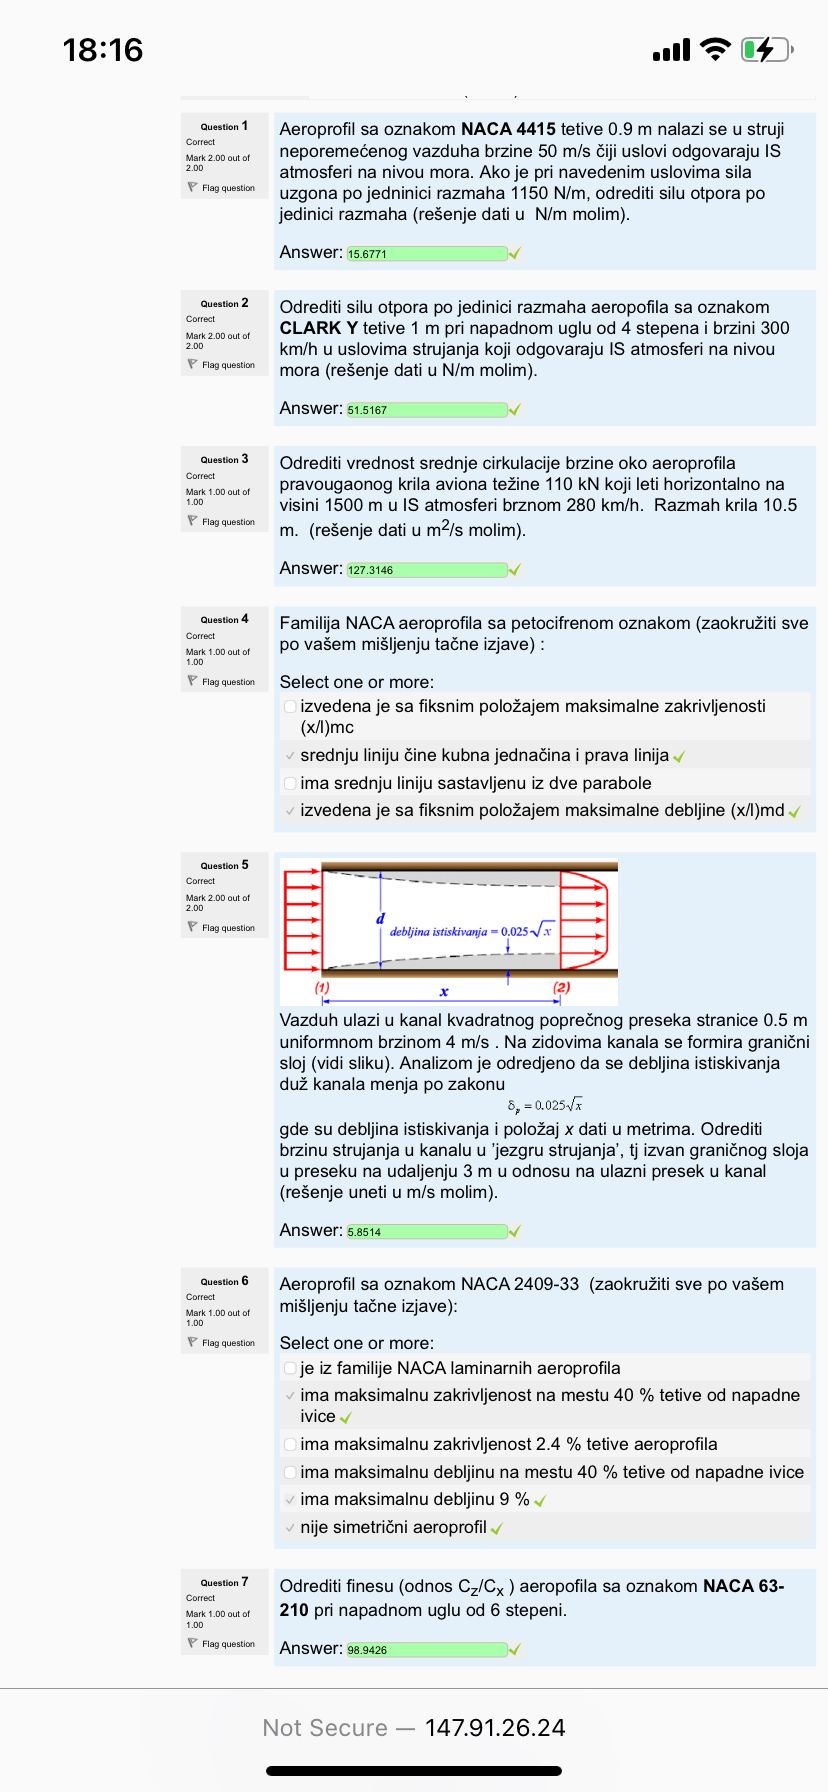 18:16
Question 1
Correct
Mark 2.00 out of
2.00
Flag question
Aeroprofil sa oznakom NACA 4415 tetive 0.9 m nalazi se u struji
neporemećenog vazduha brzine 50 m/s čiji uslovi odgovaraju IS
atmosferi na nivou mora. Ako je pri navedenim uslovima sila
uzgona po jedninici razmaha 1150 N/m, odrediti silu otpora po
jedinici razmaha (rešenje dati u  N/m molim).
Answer: 15.6771
Question 2
Correct
Mark 2.00 out of
2.00
Flag question
Odrediti silu otpora po jedinici razmaha aeropofila sa oznakom
CLARK Y tetive 1 m pri napadnom uglu od 4 stepena i brzini 300
km/h u uslovima strujanja koji odgovaraju IS atmosferi na nivou
mora (rešenje dati u N/m molim).
Answer: 51.5167
Question 3
Correct
Mark 1.00 out of
1.00
Flag question
Odrediti vrednost srednje cirkulacije brzine oko aeroprofila
pravougaonog krila aviona težine 110 kN koji leti horizontalno na
visini 1500 m u IS atmosferi brznom 280 km/h.  Razmah krila 10.5
m.  (rešenje dati u m²/s molim).
Answer: 127.3146
Question 4
Correct
Mark 1.00 out of
1.00
Flag question
Familija NACA aeroprofila sa petocifrenom oznakom (zaokružiti sve
po vašem mišljenju tačne izjave) :
Select one or more:
izvedena je sa fiksnim položajem maksimalne zakrivljenosti
(x/l)mc
srednju liniju čine kubna jednačina i prava linija
ima srednju liniju sastavljenu iz dve parabole
izvedena je sa fiksnim položajem maksimalne debljine (x/l)md
Question 5
Correct
Mark 2.00 out of
2.00
Flag question
d
debljina istiskivanja = 0.025√x
(1)
x
(2)
Vazduh ulazi u kanal kvadratnog poprečnog preseka stranice 0.5 m
uniformnom brzinom 4 m/s . Na zidovima kanala se formira granični
sloj (vidi sliku). Analizom je odredjeno da se debljina istiskivanja
duž kanala menja po zakonu
δp = 0.025√x
gde su debljina istiskivanja i položaj x dati u metrima. Odrediti
brzinu strujanja u kanalu u 'jezgru strujanja', tj izvan graničnog sloja
u preseku na udaljenju 3 m u odnosu na ulazni presek u kanal
(rešenje uneti u m/s molim).
Answer: 5.8514
Question 6
Correct
Mark 1.00 out of
1.00
Flag question
Aeroprofil sa oznakom NACA 2409-33  (zaokružiti sve po vašem
mišljenju tačne izjave):
Select one or more:
je iz familije NACA laminarnih aeroprofila
ima maksimalnu zakrivljenost na mestu 40 % tetive od napadne
ivice
ima maksimalnu zakrivljenost 2.4 % tetive aeroprofila
ima maksimalnu debljinu na mestu 40 % tetive od napadne ivice
ima maksimalnu debljinu 9 %
nije simetrični aeroprofil
Question 7
Correct
Mark 1.00 out of
1.00
Flag question
Odrediti finesu (odnos Cz/Cx ) aeropofila sa oznakom NACA 63-
210 pri napadnom uglu od 6 stepeni.
Answer: 98.9426
Not Secure — 147.91.26.24